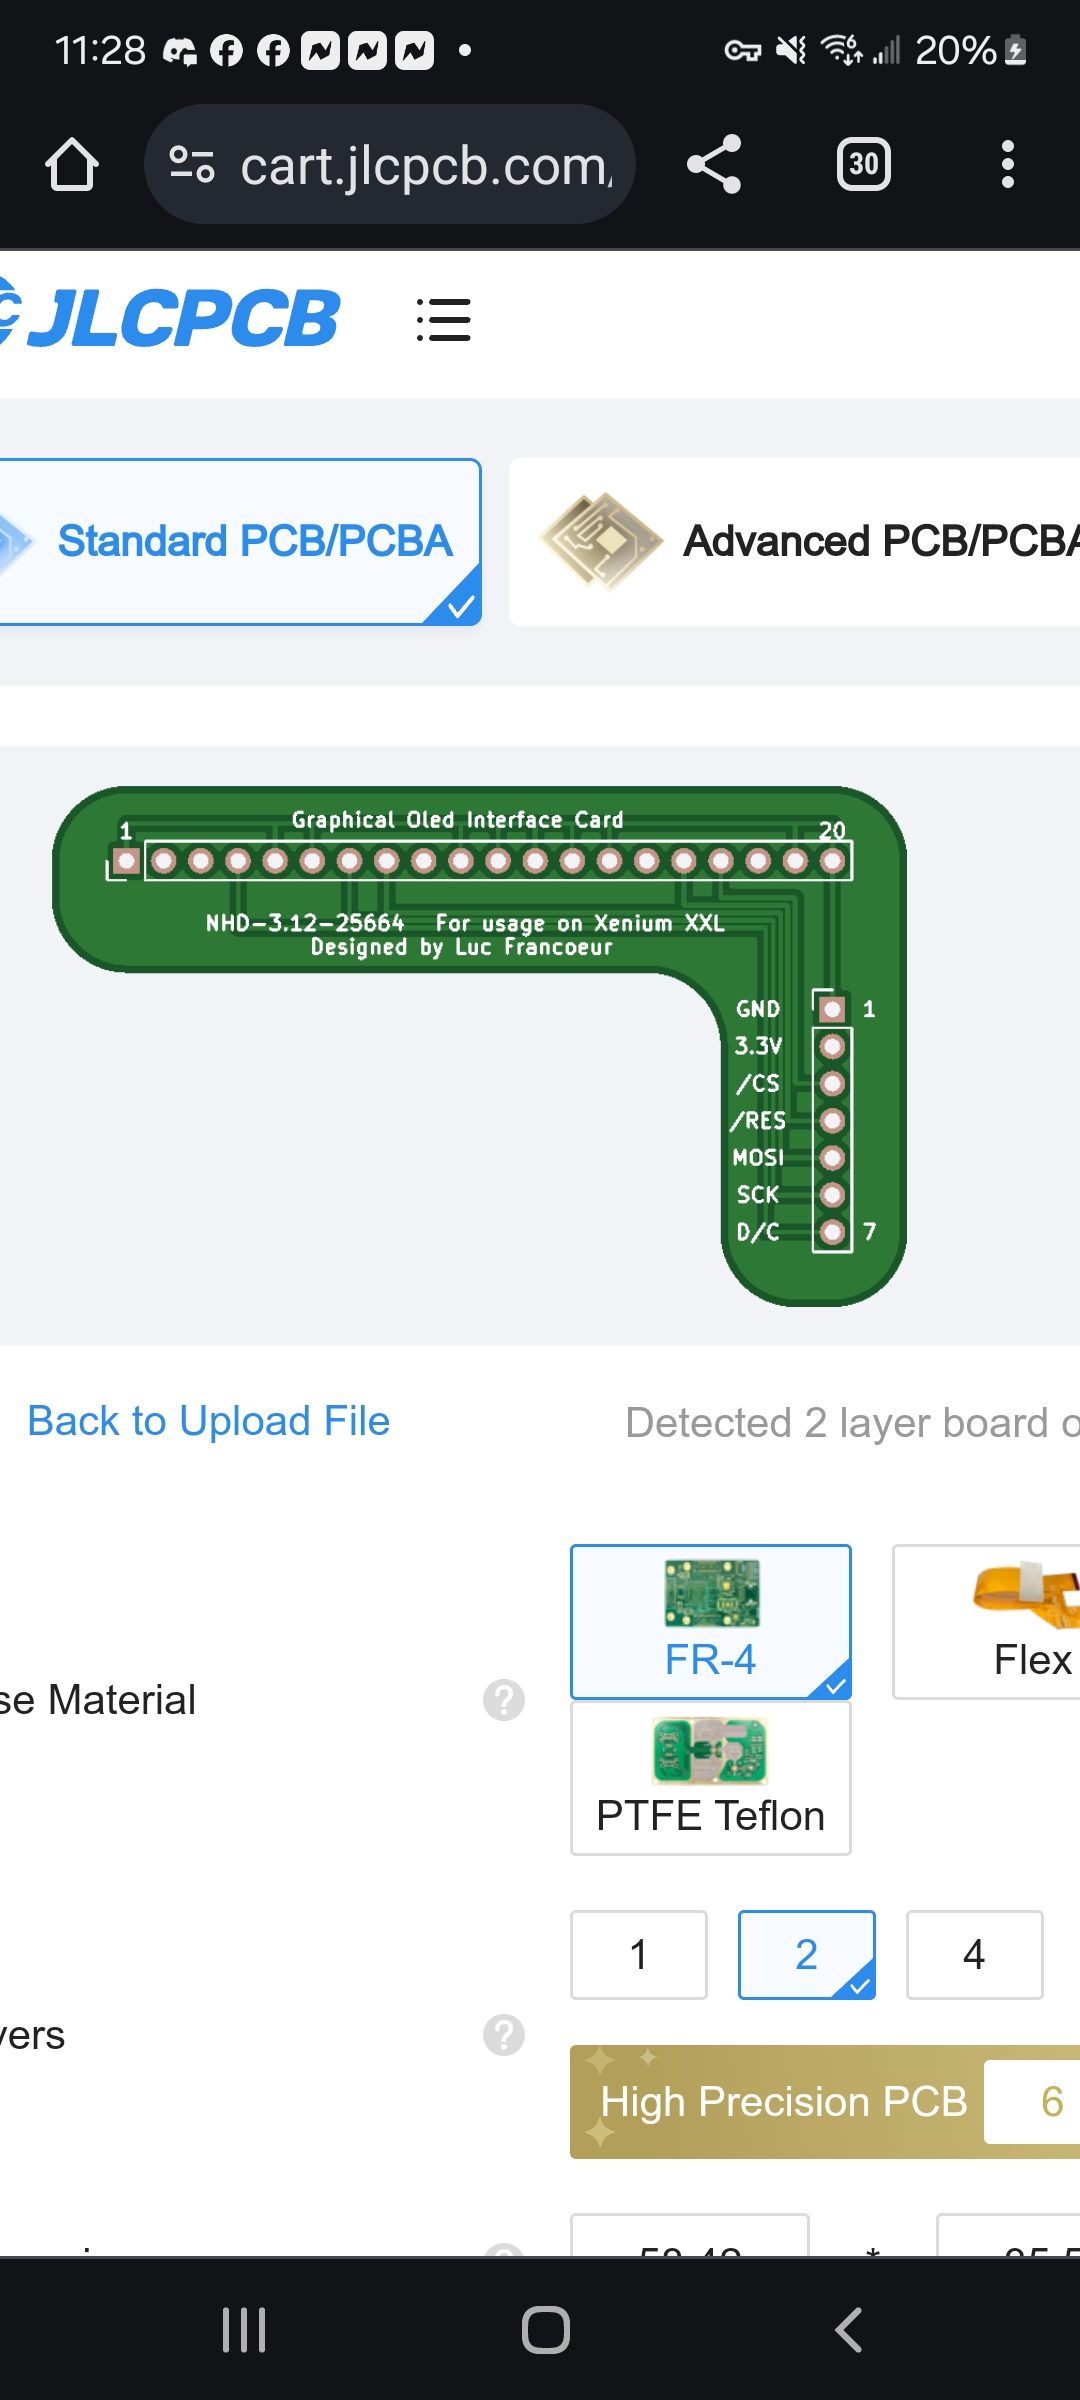 11:28
20%
cart.jlcpcb.com
30
JLCPCB
Standard PCB/PCBA
Advanced PCB/PCBA
Graphical Oled Interface Card
1
20
NHD-3.12-25664 For usage on Xenium XXL
Designed by Luc Francoeur
GND
1
3.3V
/CS
/RES
MOSI
SCK
D/C
7
Back to Upload File
Detected 2 layer board o
FR-4
Flex
se Material
?
PTFE Teflon
1
2
4
yers
?
High Precision PCB
6